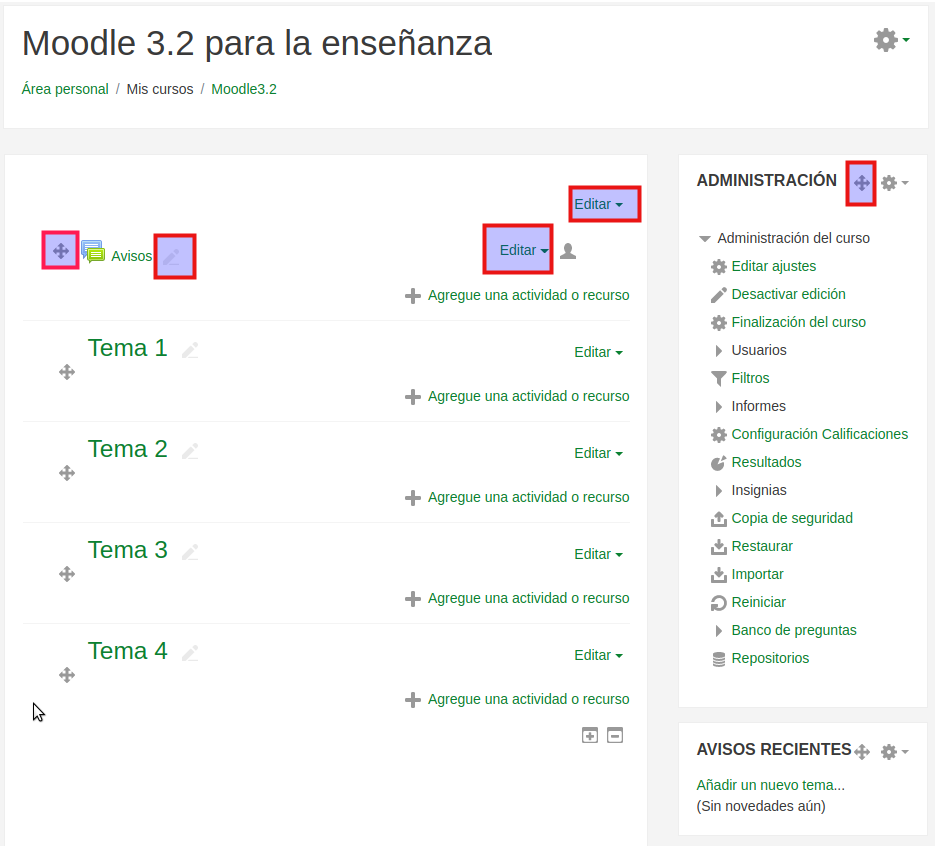 Moodle 3.2 para la enseñanza
Área personal / Mis cursos / Moodle3.2
Editar
Avisos
Editar
Agregue una actividad o recurso
Tema 1
Editar
Agregue una actividad o recurso
Tema 2
Editar
Agregue una actividad o recurso
Tema 3
Editar
Agregue una actividad o recurso
Tema 4
Editar
Agregue una actividad o recurso
ADMINISTRACIÓN
Administración del curso
Editar ajustes
Desactivar edición
Finalización del curso
Usuarios
Filtros
Informes
Configuración Calificaciones
Resultados
Insignias
Copia de seguridad
Restaurar
Importar
Reiniciar
Banco de preguntas
Repositorios
AVISOS RECIENTES
Añadir un nuevo tema...
(Sin novedades aún)